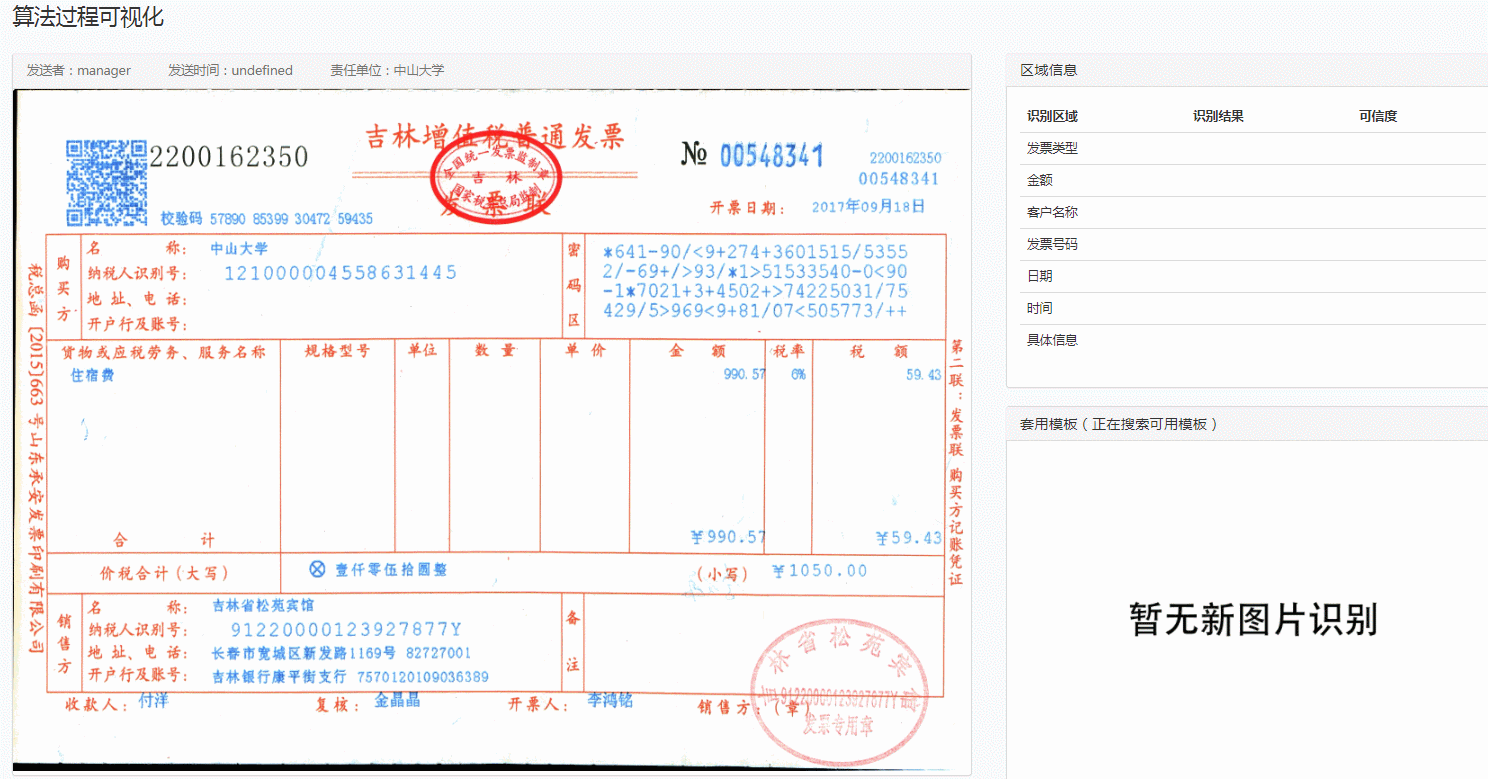 算法过程可视化
发送者：manager 发送时间：undefined 责任单位：中山大学
吉林增值税普通发票
2200162350
全国统一发票监制章
吉林
国家税务总局监制
发票联
№ 00548341
2200162350
00548341
校验码 57890 85399 30472 59435
开票日期： 2017年09月18日
购买方
名称： 中山大学
纳税人识别号： 121000004558631445
地址、电话：
开户行及账号：
密码区
*641-90/<9+274+3601515/5355
2/-69+/>93/*1>51533540-0<90
-1*7021+3+4502+>74225031/75
429/5>969<9+81/07<505773/++
货物或应税劳务、服务名称 规格型号 单位 数量 单价 金额 税率 税额
住宿费 990.57 6% 59.43
合计 ¥990.57 ¥59.43
价税合计（大写） ⊗ 壹仟零伍拾圆整 （小写） ¥1050.00
销售方
名称： 吉林省松苑宾馆
纳税人识别号： 91220000123927877Y
地址、电话： 长春市宽城区新发路1169号 82727001
开户行及账号： 吉林银行康平街支行 7570120109036389
备注
收款人： 付洋 复核： 金晶晶 开票人： 李鸿铭 销售方：（章）
吉林省松苑宾馆
91220000123927877Y
发票专用章
税总函〔2015〕663号山东承安发票印刷有限公司
第二联：发票联 购买方记账凭证
区域信息
识别区域 识别结果 可信度
发票类型
金额
客户名称
发票号码
日期
时间
具体信息
套用模板（正在搜索可用模板）
暂无新图片识别